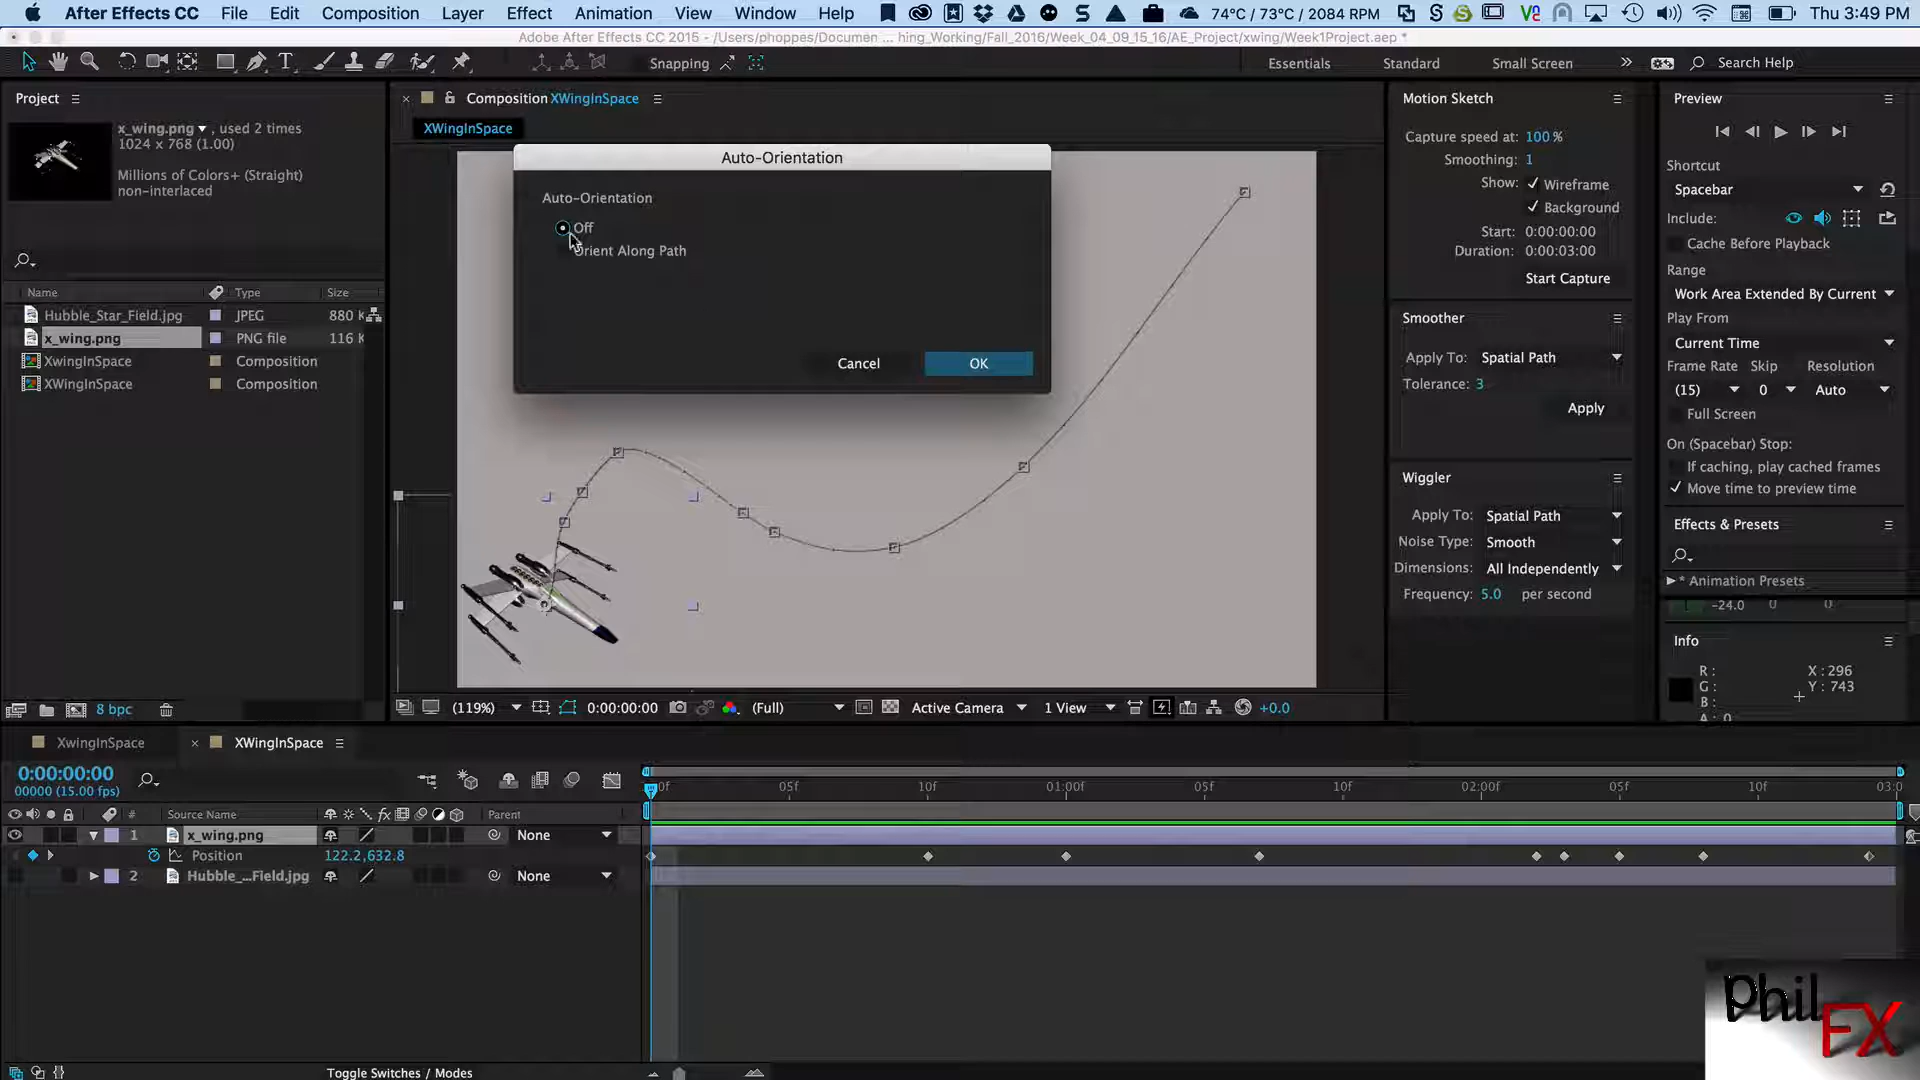 After Effects CC File Edit Composition Layer Effect Animation View Window Help 74°C / 73°C / 2084 RPM Thu 3:49 PM
Adobe After Effects CC 2015 - /Users/phoppes/Documen ... hing_Working/Fall_2016/Week_04_09_15_16/AE_Project/xwing/Week1Project.aep *
Snapping Essentials Standard Small Screen Search Help
Project
x_wing.png , used 2 times
1024 x 768 (1.00)
Millions of Colors+ (Straight)
non-interlaced
Name Type Size
Hubble_Star_Field.jpg JPEG 880 K
x_wing.png PNG file 116 K
XwingInSpace Composition
XWingInSpace Composition
8 bpc
Composition XWingInSpace
XWingInSpace
Auto-Orientation
Auto-Orientation
Off
Orient Along Path
Cancel OK
(119%) 0:00:00:00 (Full) Active Camera 1 View +0.0
Motion Sketch
Capture speed at: 100 %
Smoothing: 1
Show: Wireframe
Background
Start: 0:00:00:00
Duration: 0:00:03:00
Start Capture
Smoother
Apply To: Spatial Path
Tolerance: 3
Apply
Wiggler
Apply To: Spatial Path
Noise Type: Smooth
Dimensions: All Independently
Frequency: 5.0 per second
Preview
Shortcut
Spacebar
Include:
Cache Before Playback
Range
Work Area Extended By Current
Play From
Current Time
Frame Rate Skip Resolution
(15) 0 Auto
Full Screen
On (Spacebar) Stop:
If caching, play cached frames
Move time to preview time
Effects & Presets
* Animation Presets
-24.0 0 0
Info
R : X : 296
G : Y : 743
B :
A : 0
XwingInSpace XWingInSpace
0:00:00:00
00000 (15.00 fps)
00f 05f 10f 01:00f 05f 10f 02:00f 05f 10f 03:0
# Source Name fx Parent
1 x_wing.png None
Position 122.2,632.8
2 Hubble_...Field.jpg None
Toggle Switches / Modes
Phil
FX